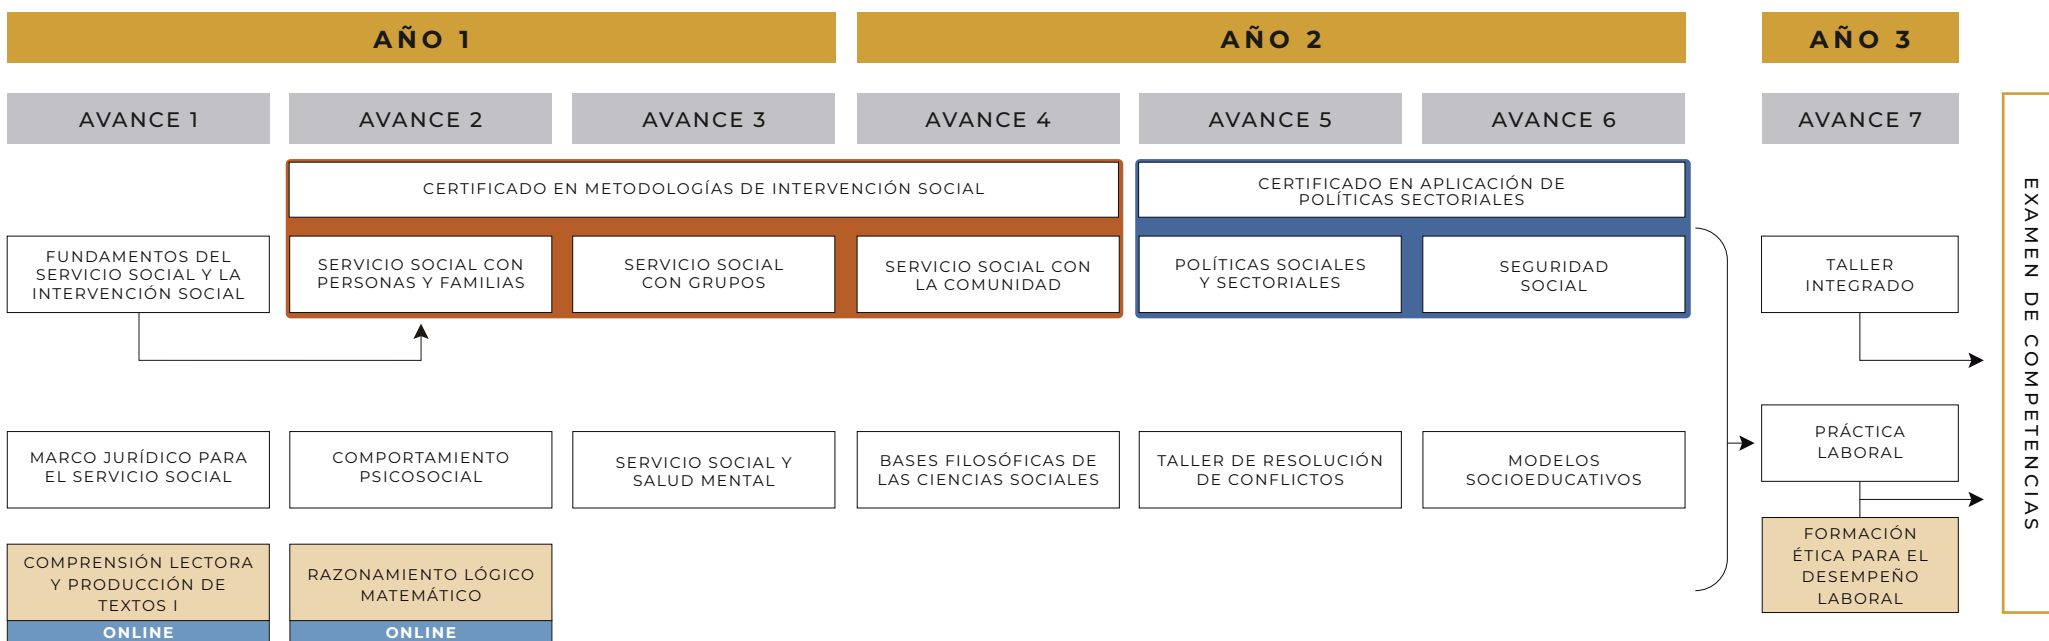 AÑO 1
AÑO 2
AÑO 3
AVANCE 1
AVANCE 2
AVANCE 3
AVANCE 4
AVANCE 5
AVANCE 6
AVANCE 7
CERTIFICADO EN METODOLOGÍAS DE INTERVENCIÓN SOCIAL
CERTIFICADO EN APLICACIÓN DE
POLÍTICAS SECTORIALES
FUNDAMENTOS DEL
SERVICIO SOCIAL Y LA
INTERVENCIÓN SOCIAL
SERVICIO SOCIAL CON
PERSONAS Y FAMILIAS
SERVICIO SOCIAL
CON GRUPOS
SERVICIO SOCIAL CON
LA COMUNIDAD
POLÍTICAS SOCIALES
Y SECTORIALES
SEGURIDAD
SOCIAL
TALLER
INTEGRADO
MARCO JURÍDICO PARA
EL SERVICIO SOCIAL
COMPORTAMIENTO
PSICOSOCIAL
SERVICIO SOCIAL Y
SALUD MENTAL
BASES FILOSÓFICAS DE
LAS CIENCIAS SOCIALES
TALLER DE RESOLUCIÓN
DE CONFLICTOS
MODELOS
SOCIOEDUCATIVOS
PRÁCTICA
LABORAL
COMPRENSIÓN LECTORA
Y PRODUCCIÓN DE
TEXTOS I
ONLINE
RAZONAMIENTO LÓGICO
MATEMÁTICO
ONLINE
FORMACIÓN
ÉTICA PARA EL
DESEMPEÑO
LABORAL
EXAMEN DE COMPETENCIAS